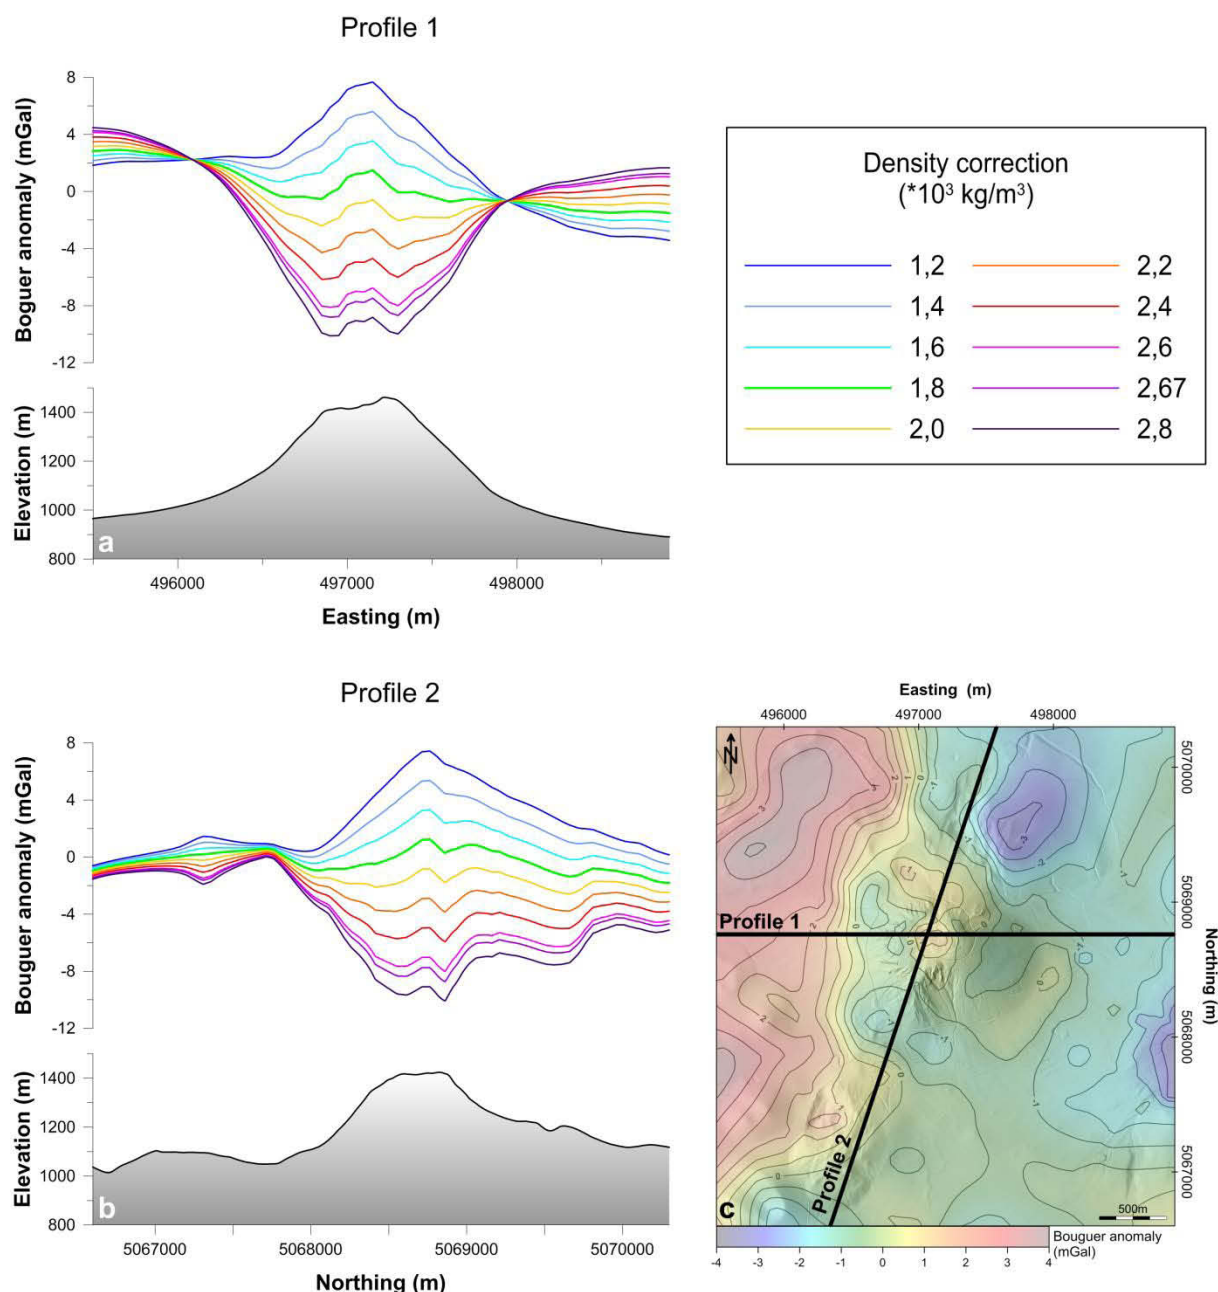 Profile 1
Boguer anomaly (mGal)
8
4
0
-4
-8
-12
Elevation (m)
1400
1200
1000
800
a
496000
497000
498000
Easting (m)
Density correction
(*10³ kg/m³)
1,2
2,2
1,4
2,4
1,6
2,6
1,8
2,67
2,0
2,8
Profile 2
Bouguer anomaly (mGal)
8
4
0
-4
-8
-12
Elevation (m)
1400
1200
1000
800
b
5067000
5068000
5069000
5070000
Northing (m)
Easting (m)
496000
497000
498000
N
5070000
5069000
5068000
5067000
Northing (m)
Profile 1
Profile 2
c
500m
Bouguer anomaly
(mGal)
-4
-3
-2
-1
0
1
2
3
4